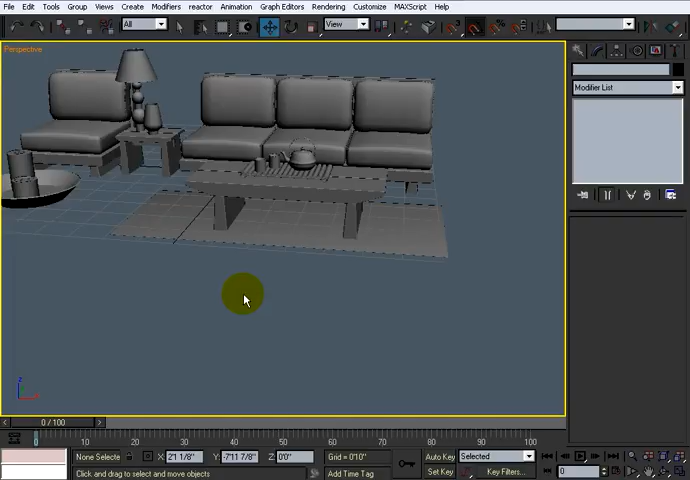 File Edit Tools Group Views Create Modifiers reactor Animation Graph Editors Rendering Customize MAXScript Help
All View
Perspective
Modifier List
z
x
0 / 100
0 10 20 30 40 50 60 70 80 90 100
None Selecte X: 2'1 1/8" Y: -7'11 7/8" Z: 0'0" Grid = 0'10" Auto Key Selected
Click and drag to select and move objects Add Time Tag Set Key Key Filters... 0